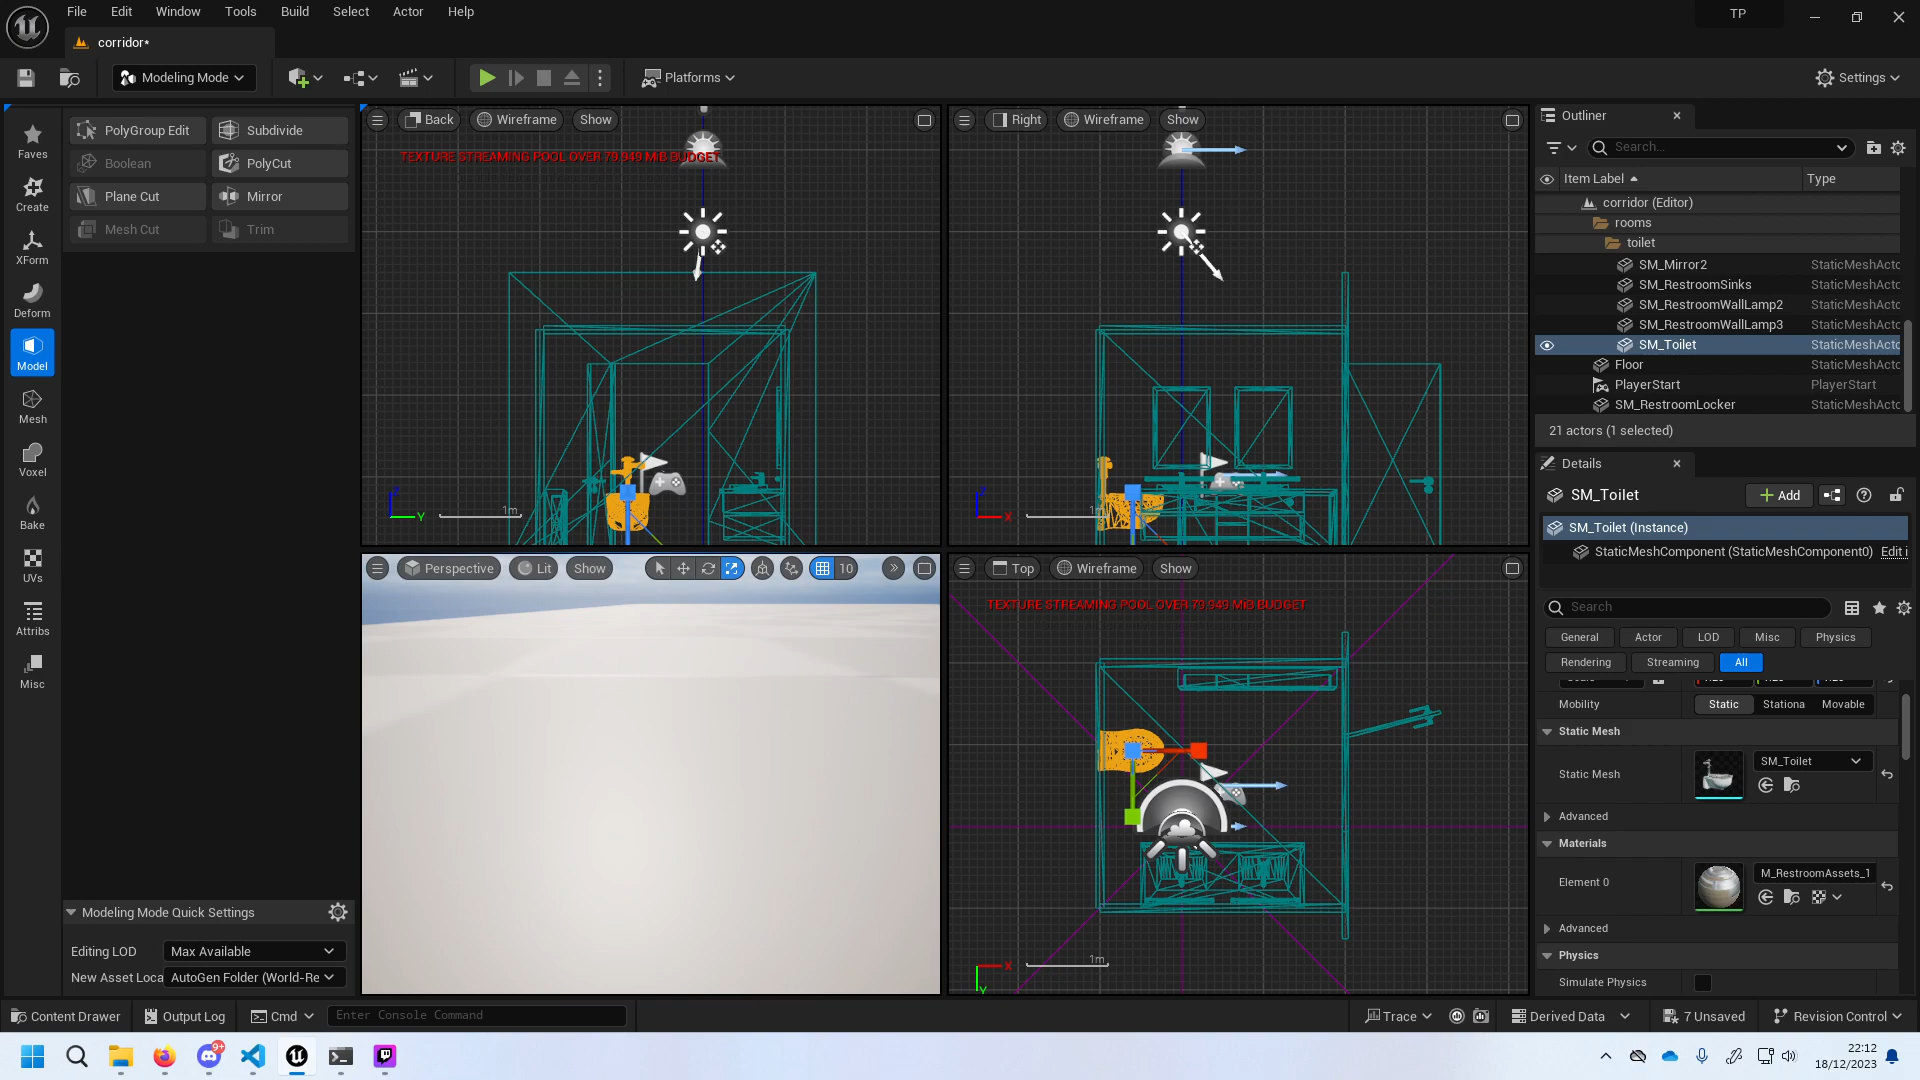 File Edit Window Tools Build Select Actor Help
TP
corridor*
Modeling Mode
Platforms
Settings
Faves
Create
XForm
Deform
Model
Mesh
Voxel
Bake
UVs
Attribs
Misc
PolyGroup Edit Subdivide
Boolean PolyCut
Plane Cut Mirror
Mesh Cut Trim
Modeling Mode Quick Settings
Editing LOD Max Available
New Asset Loca AutoGen Folder (World-Re
Back Wireframe Show
TEXTURE STREAMING POOL OVER 79.949 MiB BUDGET
Z
Y
1m
Right Wireframe Show
Z
X
1m
Perspective Lit Show 10
Top Wireframe Show
TEXTURE STREAMING POOL OVER 79.949 MiB BUDGET
X
Y
1m
Outliner
Search...
Item Label Type
corridor (Editor)
rooms
toilet
SM_Mirror2 StaticMeshActo
SM_RestroomSinks StaticMeshActo
SM_RestroomWallLamp2 StaticMeshActo
SM_RestroomWallLamp3 StaticMeshActo
SM_Toilet StaticMeshActo
Floor StaticMeshActo
PlayerStart PlayerStart
SM_RestroomLocker StaticMeshActo
21 actors (1 selected)
Details
SM_Toilet Add
SM_Toilet (Instance)
StaticMeshComponent (StaticMeshComponent0) Edit i
Search
General Actor LOD Misc Physics
Rendering Streaming All
Mobility Static Stationa Movable
Static Mesh
Static Mesh SM_Toilet
Advanced
Materials
Element 0 M_RestroomAssets_1
Advanced
Physics
Simulate Physics
Content Drawer Output Log Cmd Enter Console Command Trace Derived Data 7 Unsaved Revision Control
9+
22:12
18/12/2023